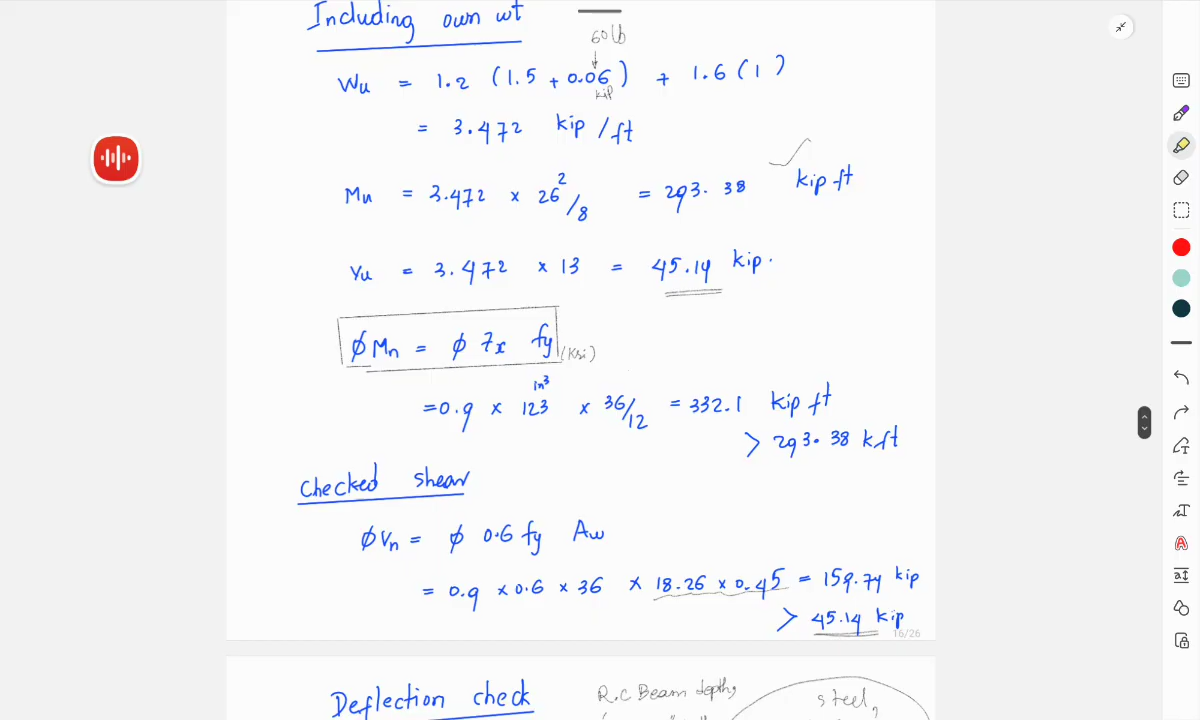 Including own wt
60 lb
Wu = 1.2 (1.5 + 0.06) + 1.6 (1)
kip
= 3.472 kip/ft
Mu = 3.472 × 26²/8 = 293.38 kip ft
Vu = 3.472 × 13 = 45.14 kip.
ϕMn = ϕ Zx fy (ksi)
in³
= 0.9 × 123 × 36/12 = 332.1 kip ft
> 293.38 kft
Checked shear
ϕVn = ϕ 0.6 fy Aw
= 0.9 × 0.6 × 36 × 18.26 × 0.45 = 159.74 kip
> 45.14 kip
16/26
Deflection check
R.C Beam depth,
steel,